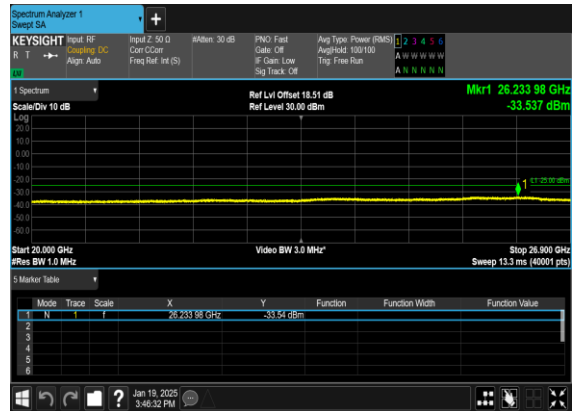 Spectrum Analyzer 1
Swept SA
+
KEYSIGHT Input: RF Input Z: 50 Ω #Atten: 30 dB PNO: Fast Avg Type: Power (RMS) 1 2 3 4 5 6
R T Coupling: DC Corr CCorr Gate: Off Avg|Hold: 100/100 A W W W W W
Align: Auto Freq Ref: Int (S) IF Gain: Low Trig: Free Run
Sig Track: Off A N N N N N
1 Spectrum Ref Lvl Offset 18.51 dB Mkr1 26.233 98 GHz
Scale/Div 10 dB Ref Level 30.00 dBm -33.537 dBm
Log
20.0
10.0
0.00
-10.0
-20.0
-30.0
-40.0
-50.0
-60.0
1
DL1 -25.00 dBm
Start 20.000 GHz Video BW 3.0 MHz* Stop 26.900 GHz
#Res BW 1.0 MHz Sweep 13.3 ms (40001 pts)
5 Marker Table
Mode Trace Scale X Y Function Function Width Function Value
1 N 1 f 26.233 98 GHz -33.54 dBm
2
3
4
5
6
? Jan 19, 2025
3:46:32 PM